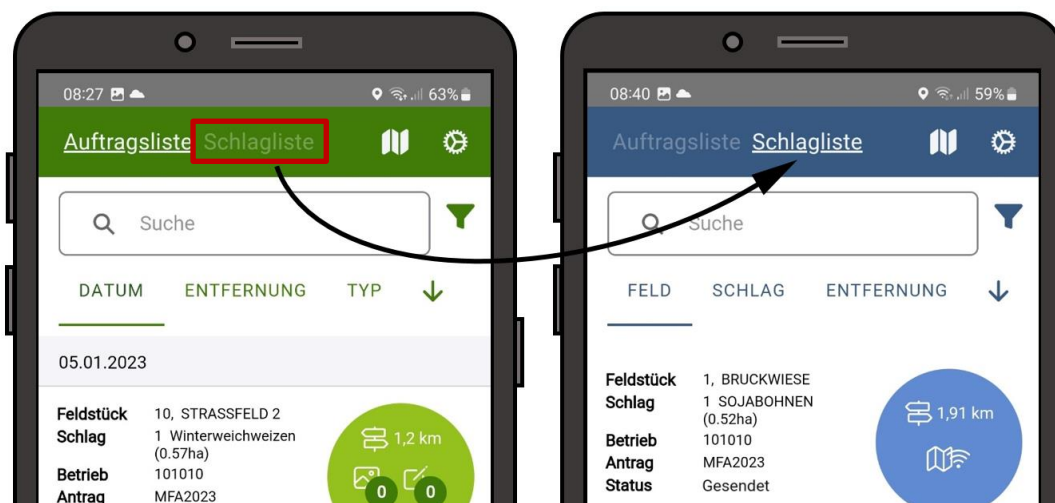 08:27 63%
Auftragsliste Schlagliste
Suche
DATUM ENTFERNUNG TYP
05.01.2023
Feldstück 10, STRASSFELD 2
Schlag 1 Winterweichweizen
(0.57ha)
Betrieb 101010
Antrag MFA2023
1,2 km
0 0
08:40 59%
Auftragsliste Schlagliste
Suche
FELD SCHLAG ENTFERNUNG
Feldstück 1, BRUCKWIESE
Schlag 1 SOJABOHNEN
(0.52ha)
Betrieb 101010
Antrag MFA2023
Status Gesendet
1,91 km